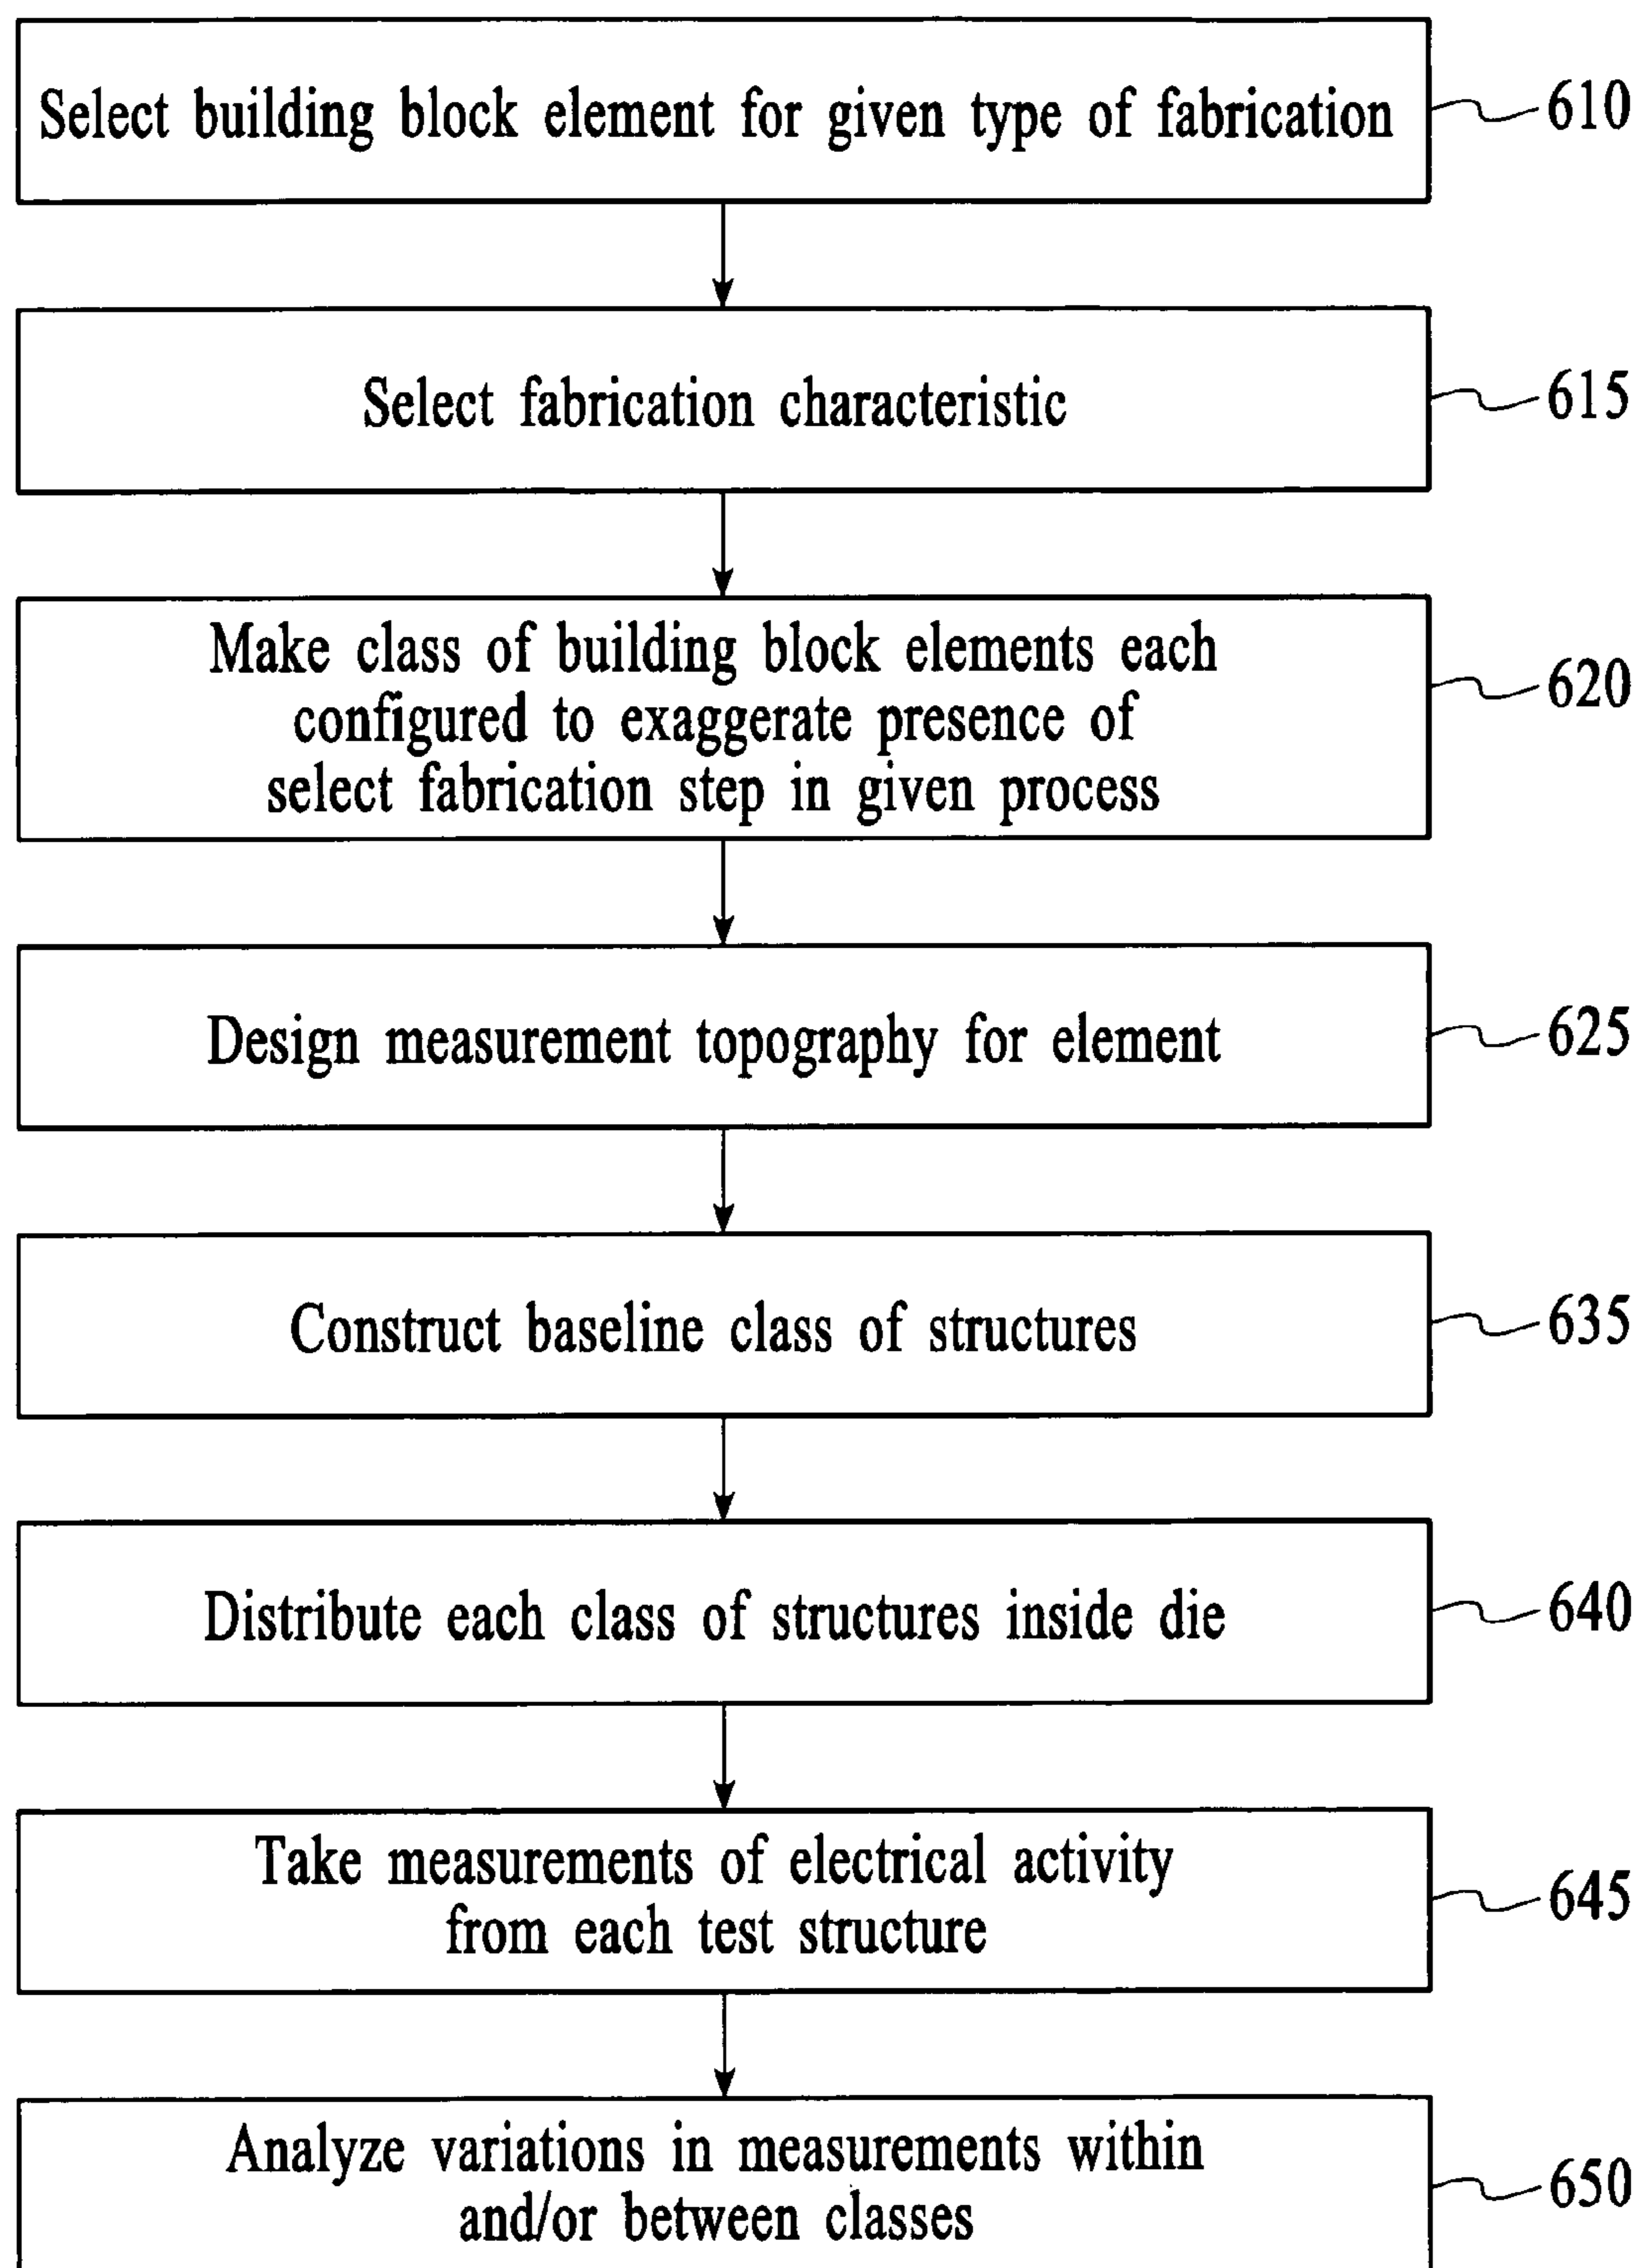 Select building block element for given type of fabrication
610
Select fabrication characteristic
615
Make class of building block elements each
configured to exaggerate presence of
select fabrication step in given process
620
Design measurement topography for element
625
Construct baseline class of structures
635
Distribute each class of structures inside die
640
Take measurements of electrical activity
from each test structure
645
Analyze variations in measurements within
and/or between classes
650